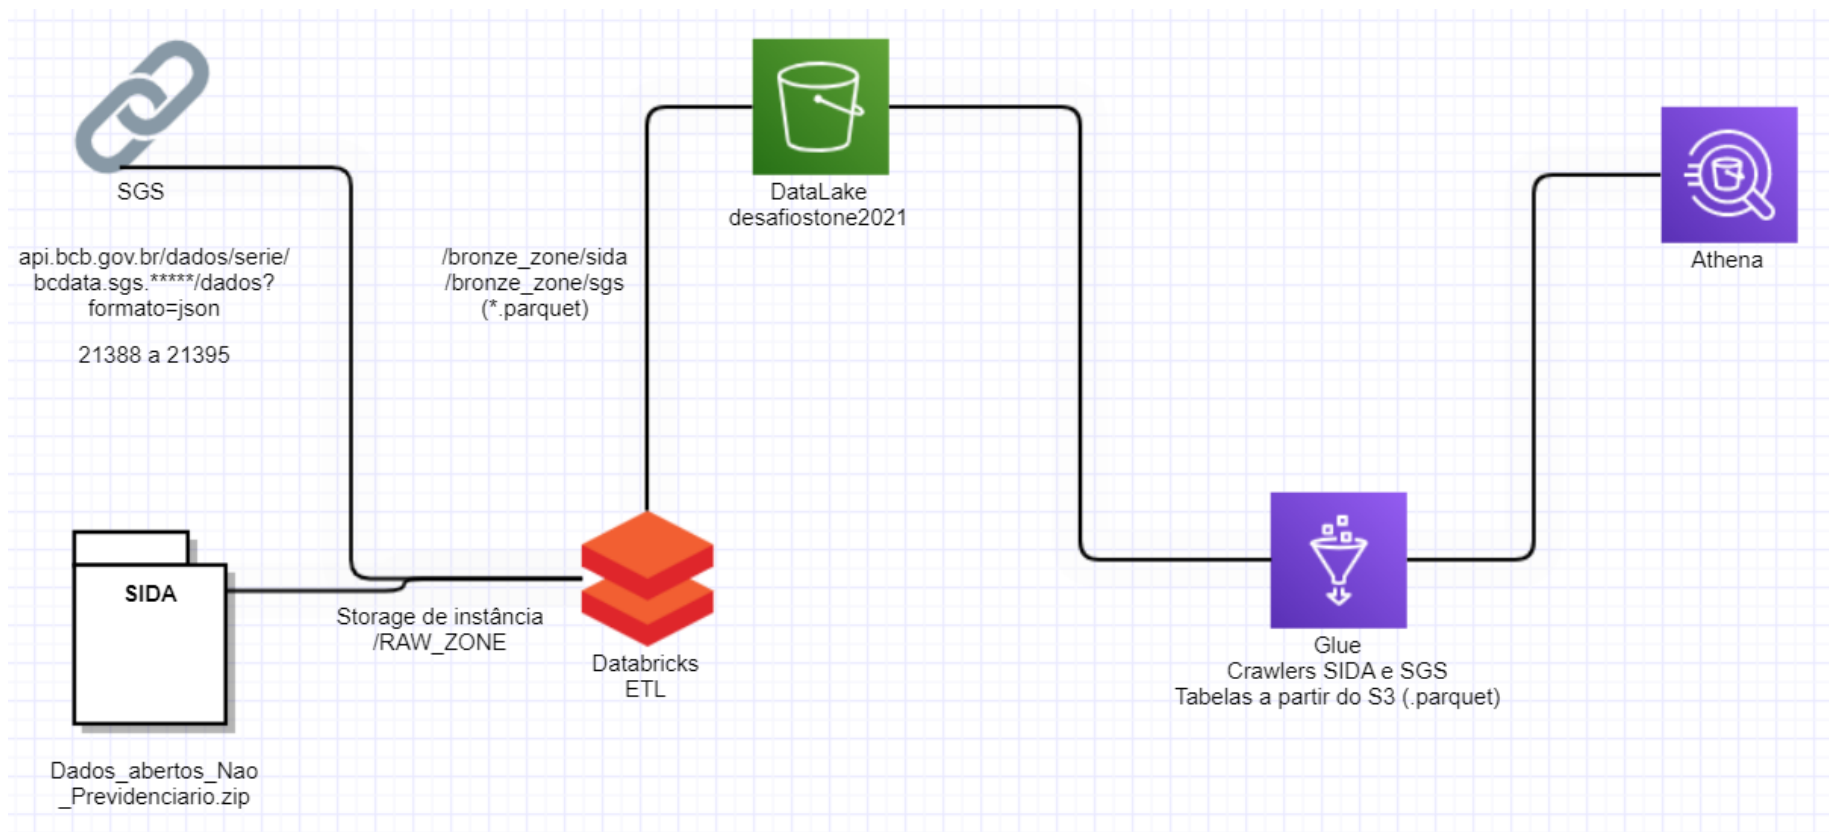 SGS
api.bcb.gov.br/dados/serie/
bcdata.sgs.*****/dados?
formato=json
21388 a 21395
/bronze_zone/sida
/bronze_zone/sgs
(*.parquet)
DataLake
desafiostone2021
Athena
SIDA
Storage de instância
/RAW_ZONE
Databricks
ETL
Glue
Crawlers SIDA e SGS
Tabelas a partir do S3 (.parquet)
Dados_abertos_Nao
_Previdenciario.zip